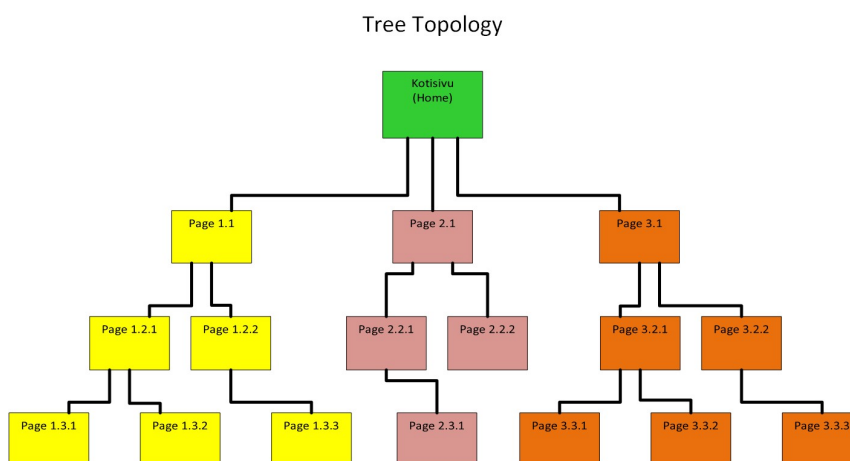 Tree Topology
Kotisivu
(Home)
Page 1.1
Page 2.1
Page 3.1
Page 1.2.1
Page 1.2.2
Page 2.2.1
Page 2.2.2
Page 3.2.1
Page 3.2.2
Page 1.3.1
Page 1.3.2
Page 1.3.3
Page 2.3.1
Page 3.3.1
Page 3.3.2
Page 3.3.3